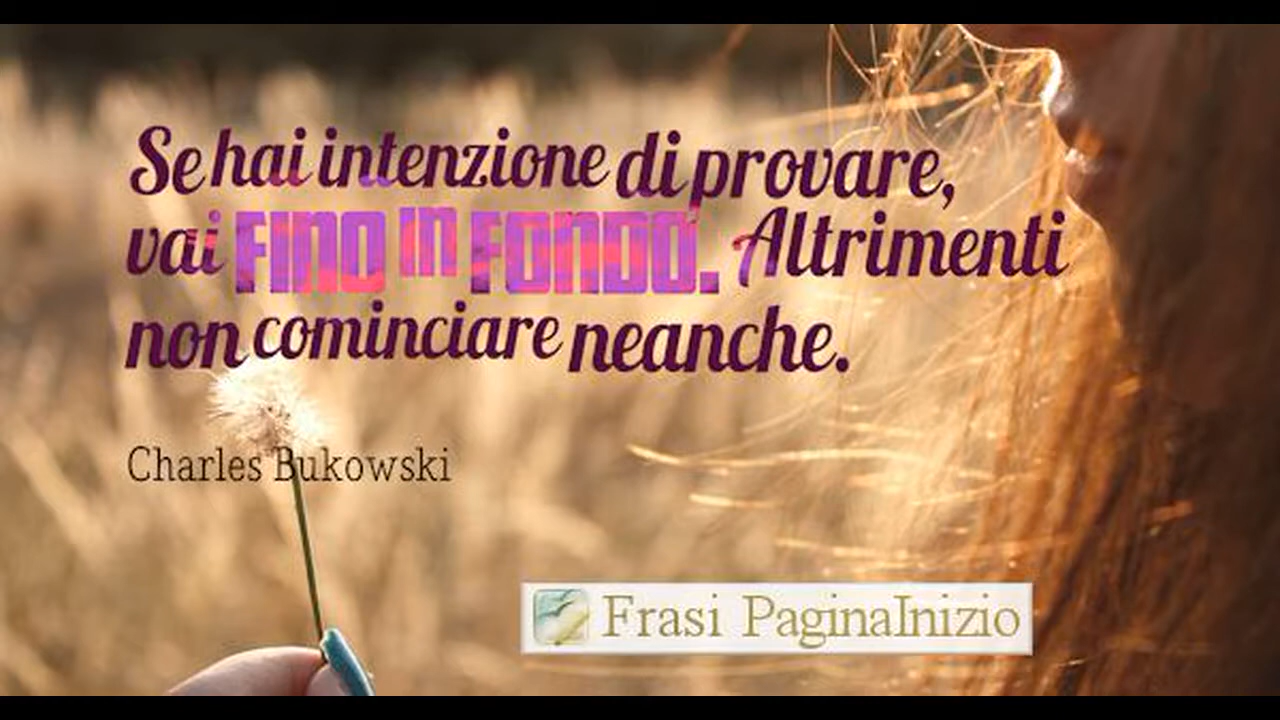 Se hai intenzione di provare,
vai FINO IN FONDO. Altrimenti
non cominciare neanche.
Charles Bukowski
Frasi PaginaInizio